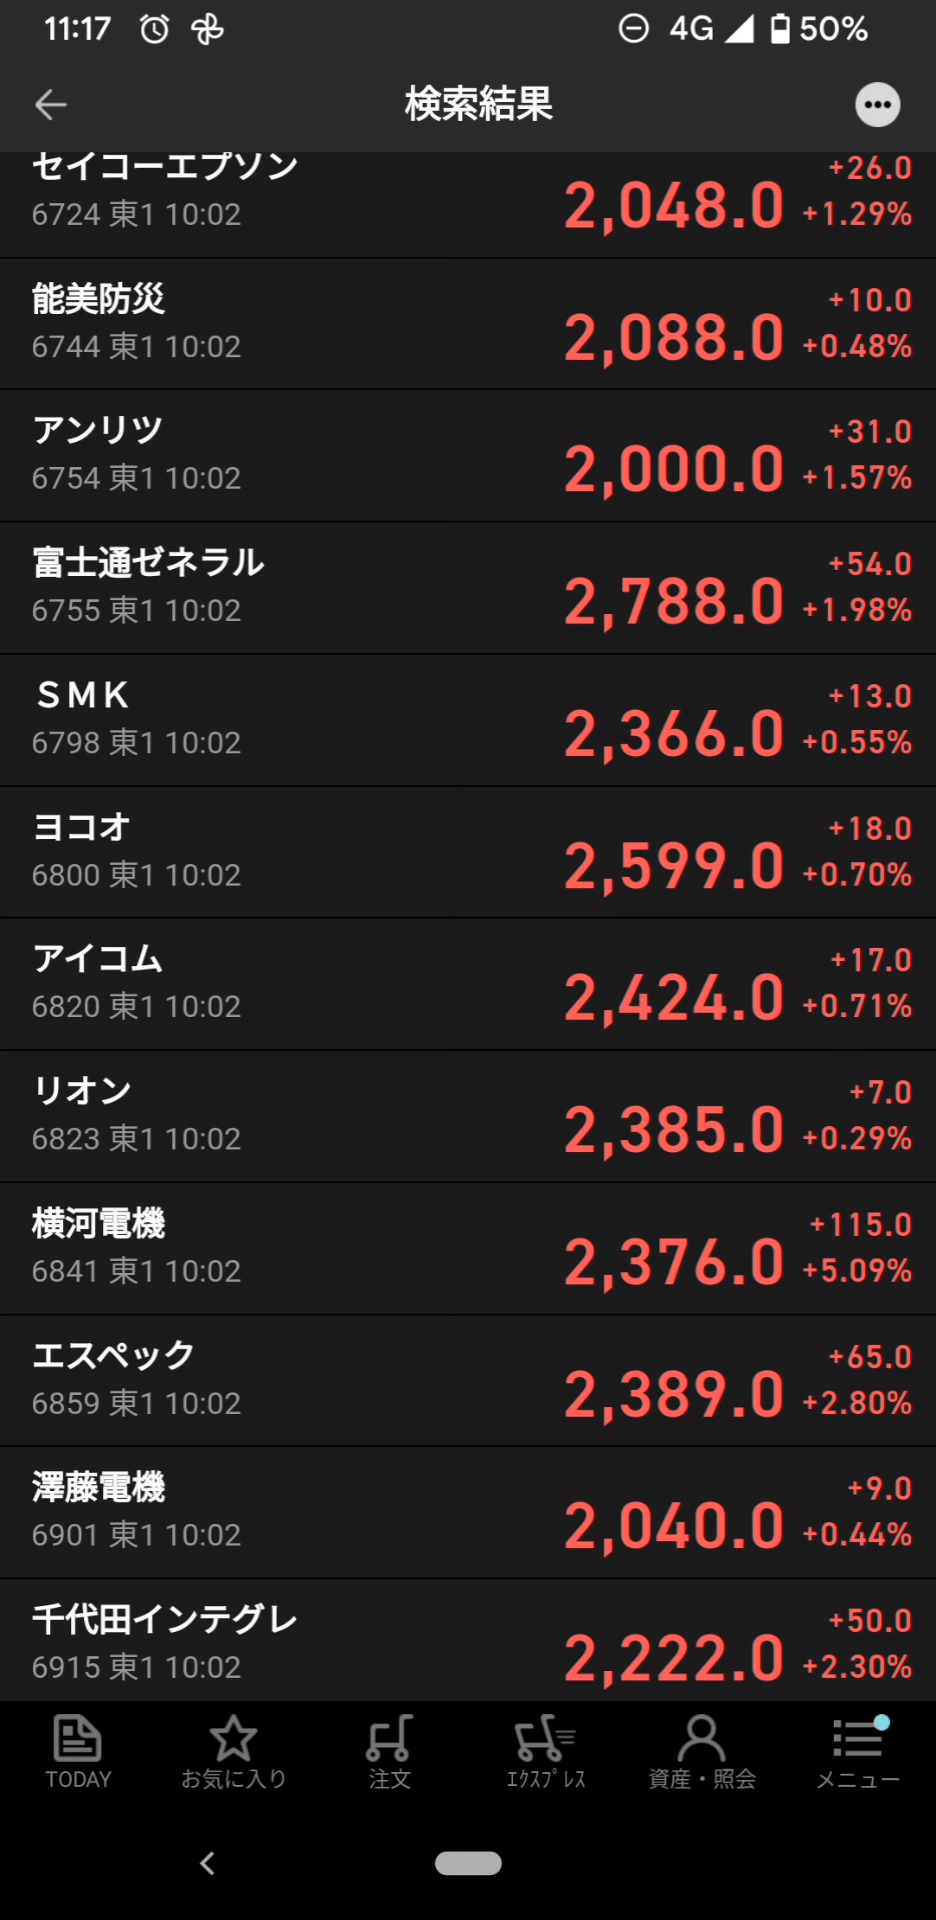 11:17 4G 50%
検索結果
セイコーエプソン +26.0
6724 東1 10:02 2,048.0 +1.29%
能美防災 +10.0
6744 東1 10:02 2,088.0 +0.48%
アンリツ +31.0
6754 東1 10:02 2,000.0 +1.57%
富士通ゼネラル +54.0
6755 東1 10:02 2,788.0 +1.98%
ＳＭＫ +13.0
6798 東1 10:02 2,366.0 +0.55%
ヨコオ +18.0
6800 東1 10:02 2,599.0 +0.70%
アイコム +17.0
6820 東1 10:02 2,424.0 +0.71%
リオン +7.0
6823 東1 10:02 2,385.0 +0.29%
横河電機 +115.0
6841 東1 10:02 2,376.0 +5.09%
エスペック +65.0
6859 東1 10:02 2,389.0 +2.80%
澤藤電機 +9.0
6901 東1 10:02 2,040.0 +0.44%
千代田インテグレ +50.0
6915 東1 10:02 2,222.0 +2.30%
TODAY お気に入り 注文 ｴｸｽﾌﾟﾚｽ 資産・照会 メニュー